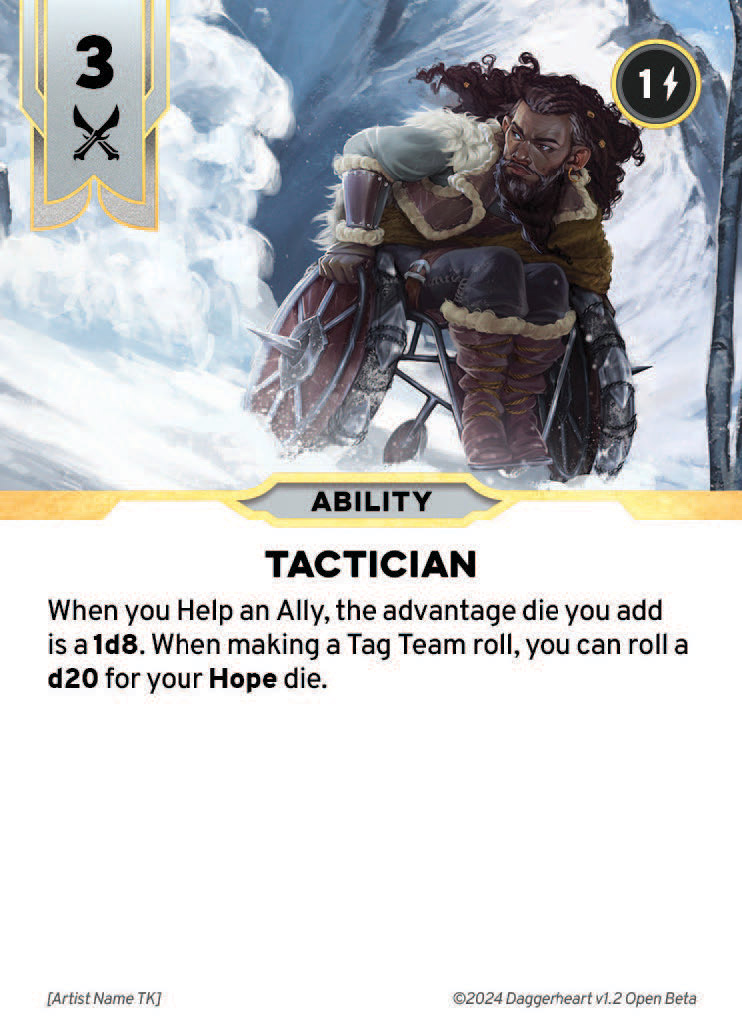 3
1
ABILITY
TACTICIAN
When you Help an Ally, the advantage die you add
is a 1d8. When making a Tag Team roll, you can roll a
d20 for your Hope die.
[Artist Name TK]
©2024 Daggerheart v1.2 Open Beta